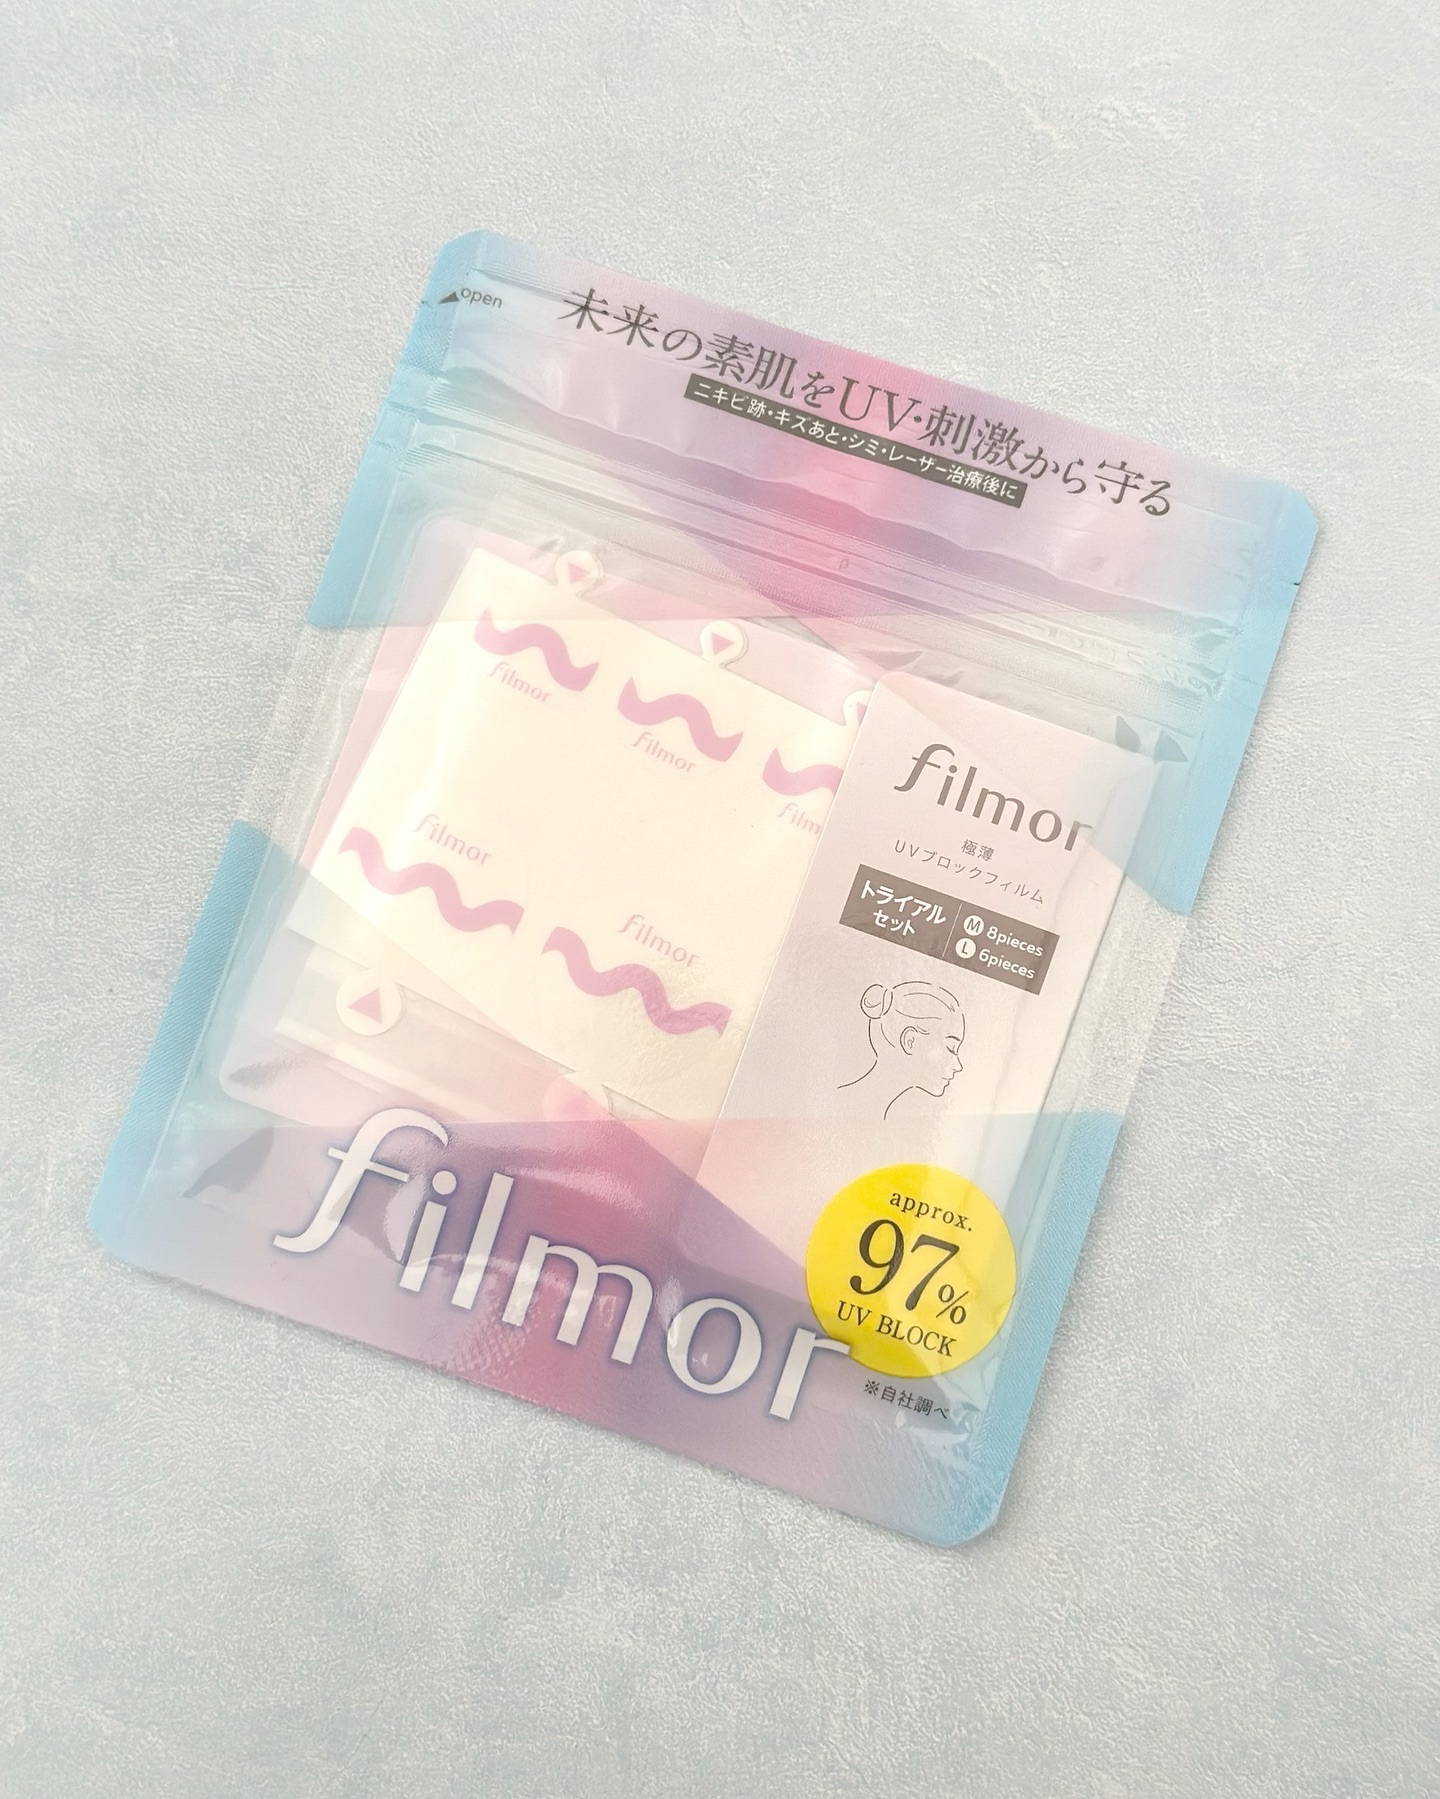 open
未来の素肌をUV・刺激から守る
ニキビ跡・キズあと・シミ・レーザー治療後に
filmor
filmor
film
filmor
filmor
filmor
極薄
UVブロックフィルム
トライアル
セット
M 8pieces
L 6pieces
filmor
approx.
97%
UV BLOCK
※自社調べ